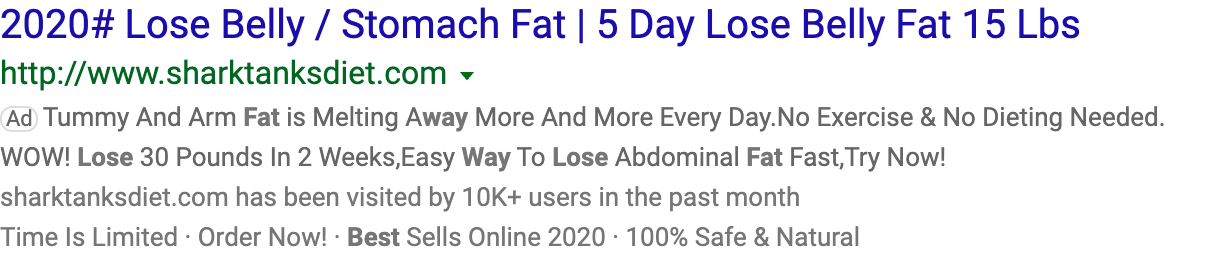 2020# Lose Belly / Stomach Fat | 5 Day Lose Belly Fat 15 Lbs
http://www.sharktanksdiet.com
Ad Tummy And Arm Fat is Melting Away More And More Every Day.No Exercise & No Dieting Needed.
WOW! Lose 30 Pounds In 2 Weeks,Easy Way To Lose Abdominal Fat Fast,Try Now!
sharktanksdiet.com has been visited by 10K+ users in the past month
Time Is Limited · Order Now! · Best Sells Online 2020 · 100% Safe & Natural